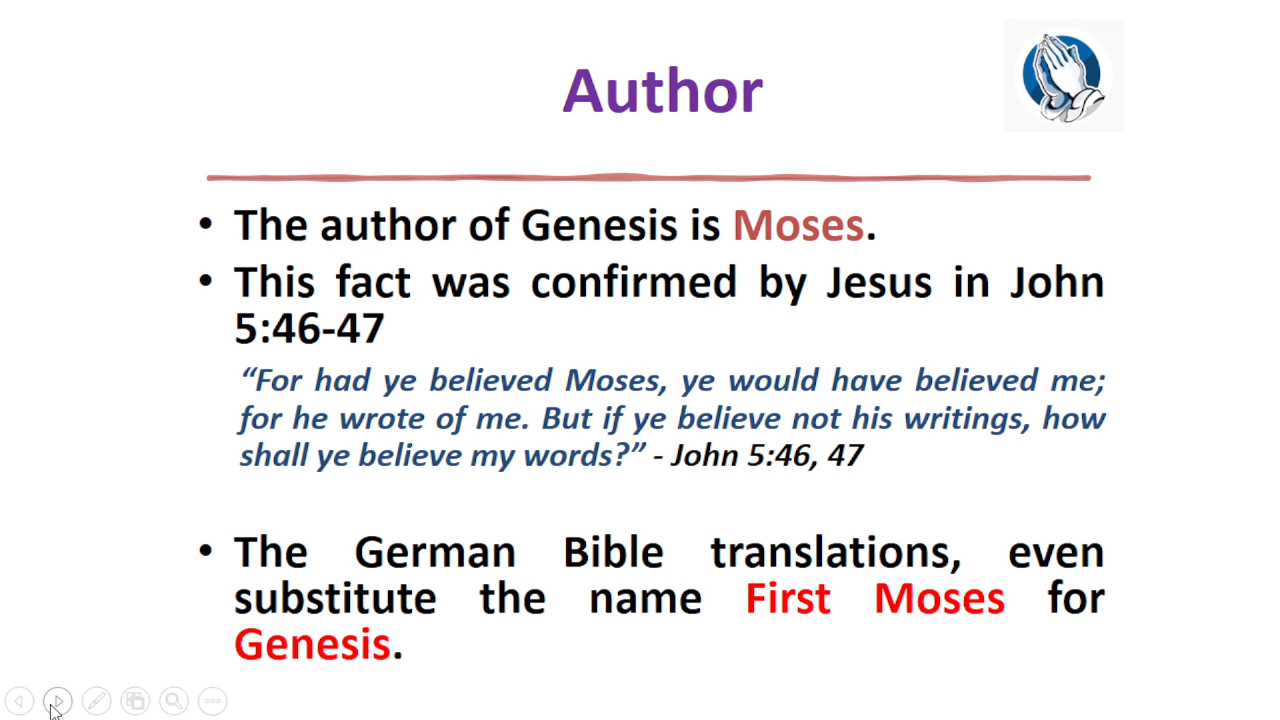 Author
• The author of Genesis is Moses.
• This fact was confirmed by Jesus in John
5:46-47
“For had ye believed Moses, ye would have believed me;
for he wrote of me. But if ye believe not his writings, how
shall ye believe my words?” - John 5:46, 47
• The German Bible translations, even
substitute the name First Moses for
Genesis.